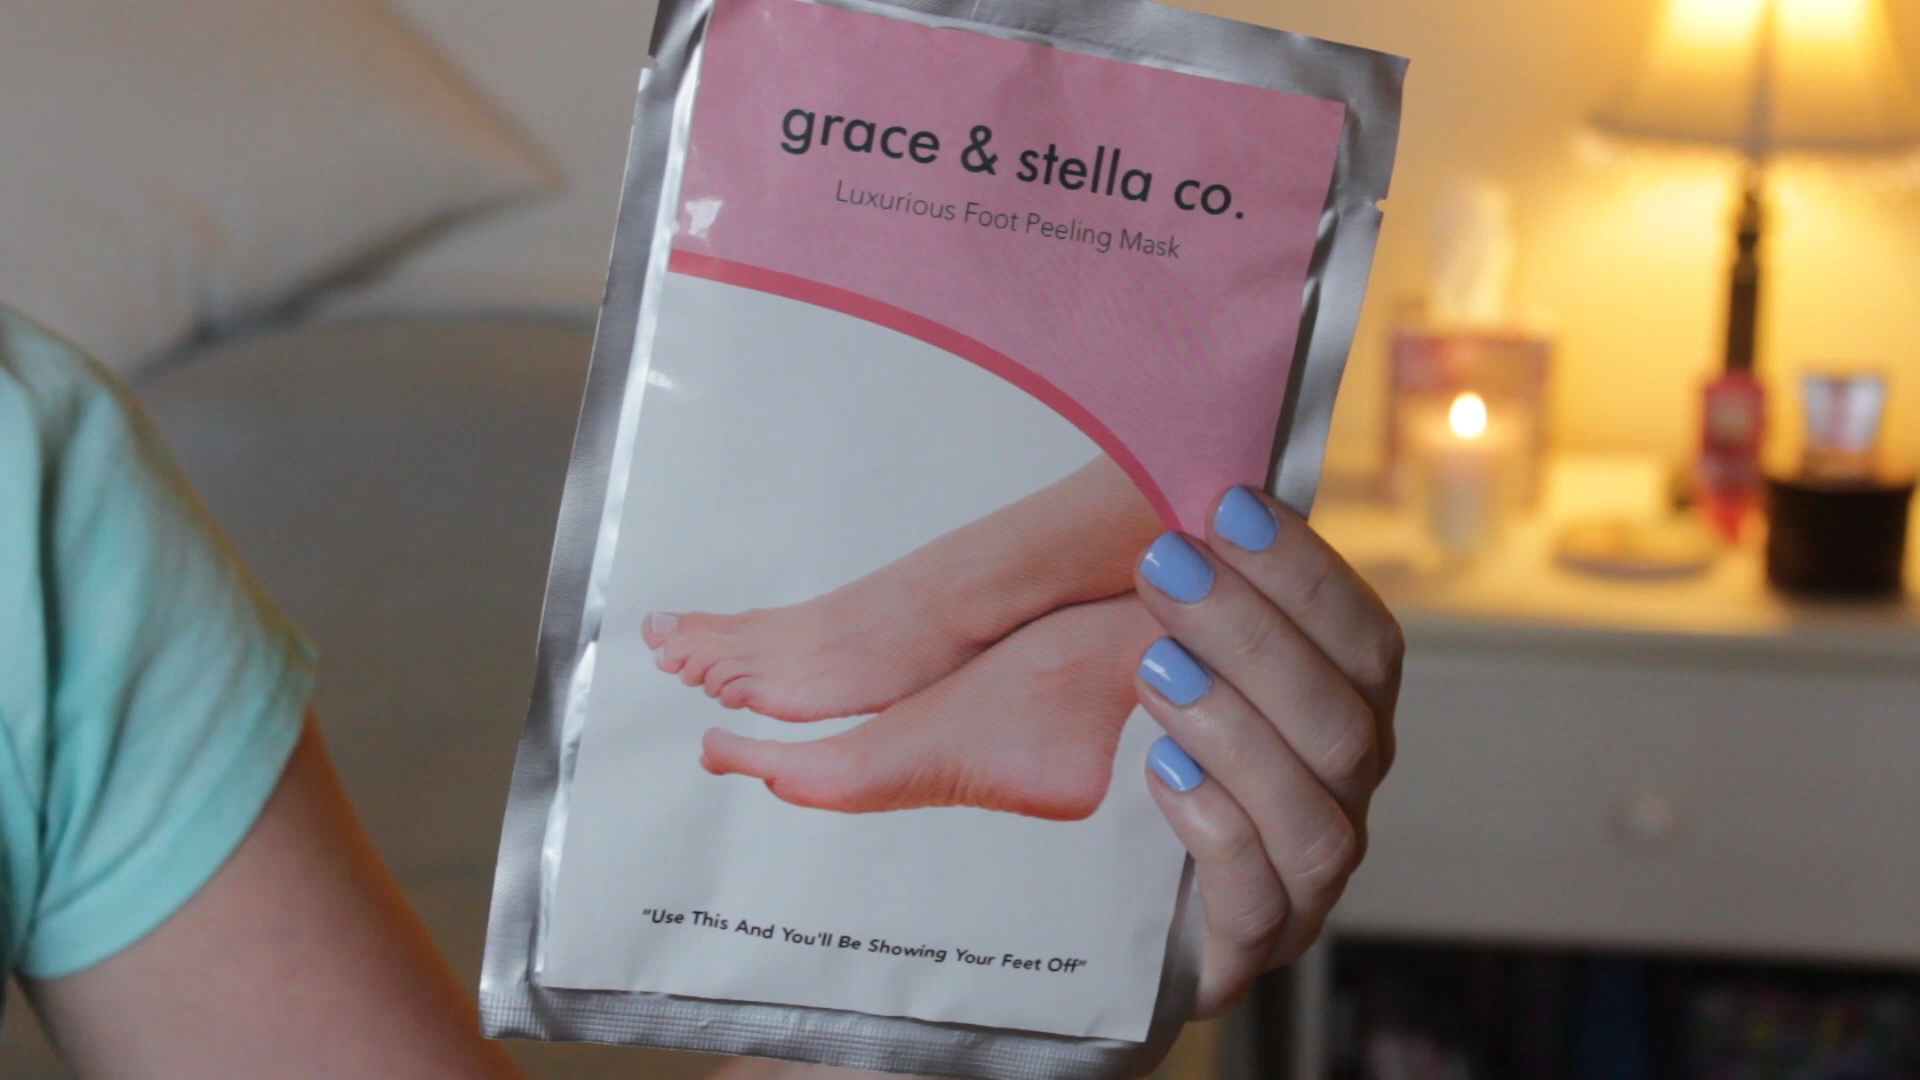 grace & stella co.
Luxurious Foot Peeling Mask
"Use This And You'll Be Showing Your Feet Off"